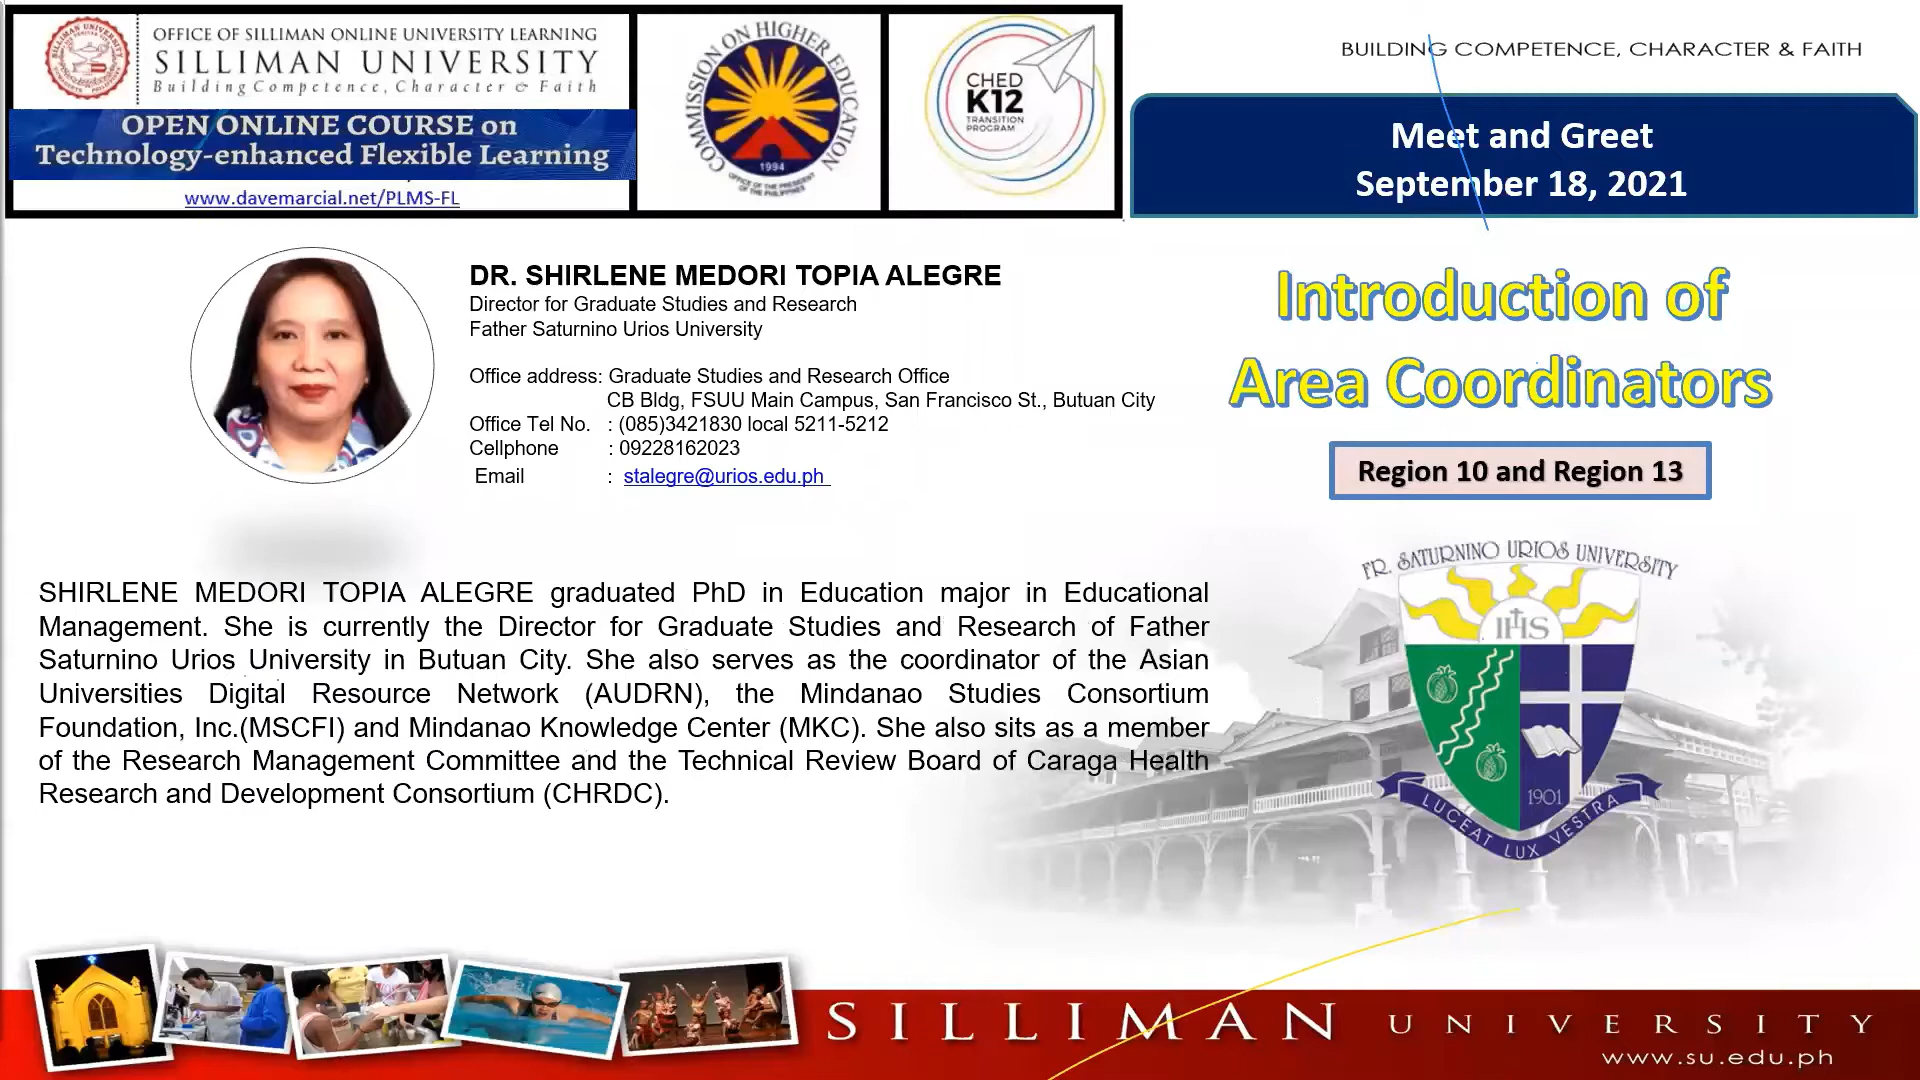 OFFICE OF SILLIMAN ONLINE UNIVERSITY LEARNING
SILLIMAN UNIVERSITY
Building Competence, Character & Faith
OPEN ONLINE COURSE on
Technology-enhanced Flexible Learning
www.davemarcial.net/PLMS-FL
COMMISSION ON HIGHER EDUCATION
1994
OFFICE OF THE PRESIDENT
OF THE PHILIPPINES
CHED
K12
TRANSITION
PROGRAM
BUILDING COMPETENCE, CHARACTER & FAITH
Meet and Greet
September 18, 2021
DR. SHIRLENE MEDORI TOPIA ALEGRE
Director for Graduate Studies and Research
Father Saturnino Urios University
Office address: Graduate Studies and Research Office
CB Bldg, FSUU Main Campus, San Francisco St., Butuan City
Office Tel No. : (085)3421830 local 5211-5212
Cellphone : 09228162023
Email : stalegre@urios.edu.ph
Introduction of
Area Coordinators
Region 10 and Region 13
SHIRLENE MEDORI TOPIA ALEGRE graduated PhD in Education major in Educational
Management. She is currently the Director for Graduate Studies and Research of Father
Saturnino Urios University in Butuan City. She also serves as the coordinator of the Asian
Universities Digital Resource Network (AUDRN), the Mindanao Studies Consortium
Foundation, Inc.(MSCFI) and Mindanao Knowledge Center (MKC). She also sits as a member
of the Research Management Committee and the Technical Review Board of Caraga Health
Research and Development Consortium (CHRDC).
FR. SATURNINO URIOS UNIVERSITY
IHS
1901
LUCEAT LUX VESTRA
SILLIMAN UNIVERSITY
www.su.edu.ph